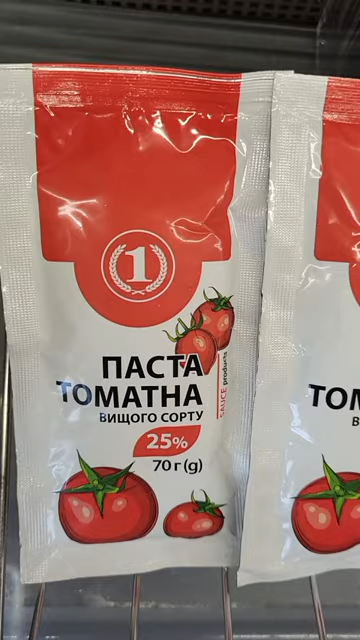 1
ПАСТА
ТОМАТНА
ВИЩОГО СОРТУ
25%
70 г (g)
SAUCE products
ТОМ
В